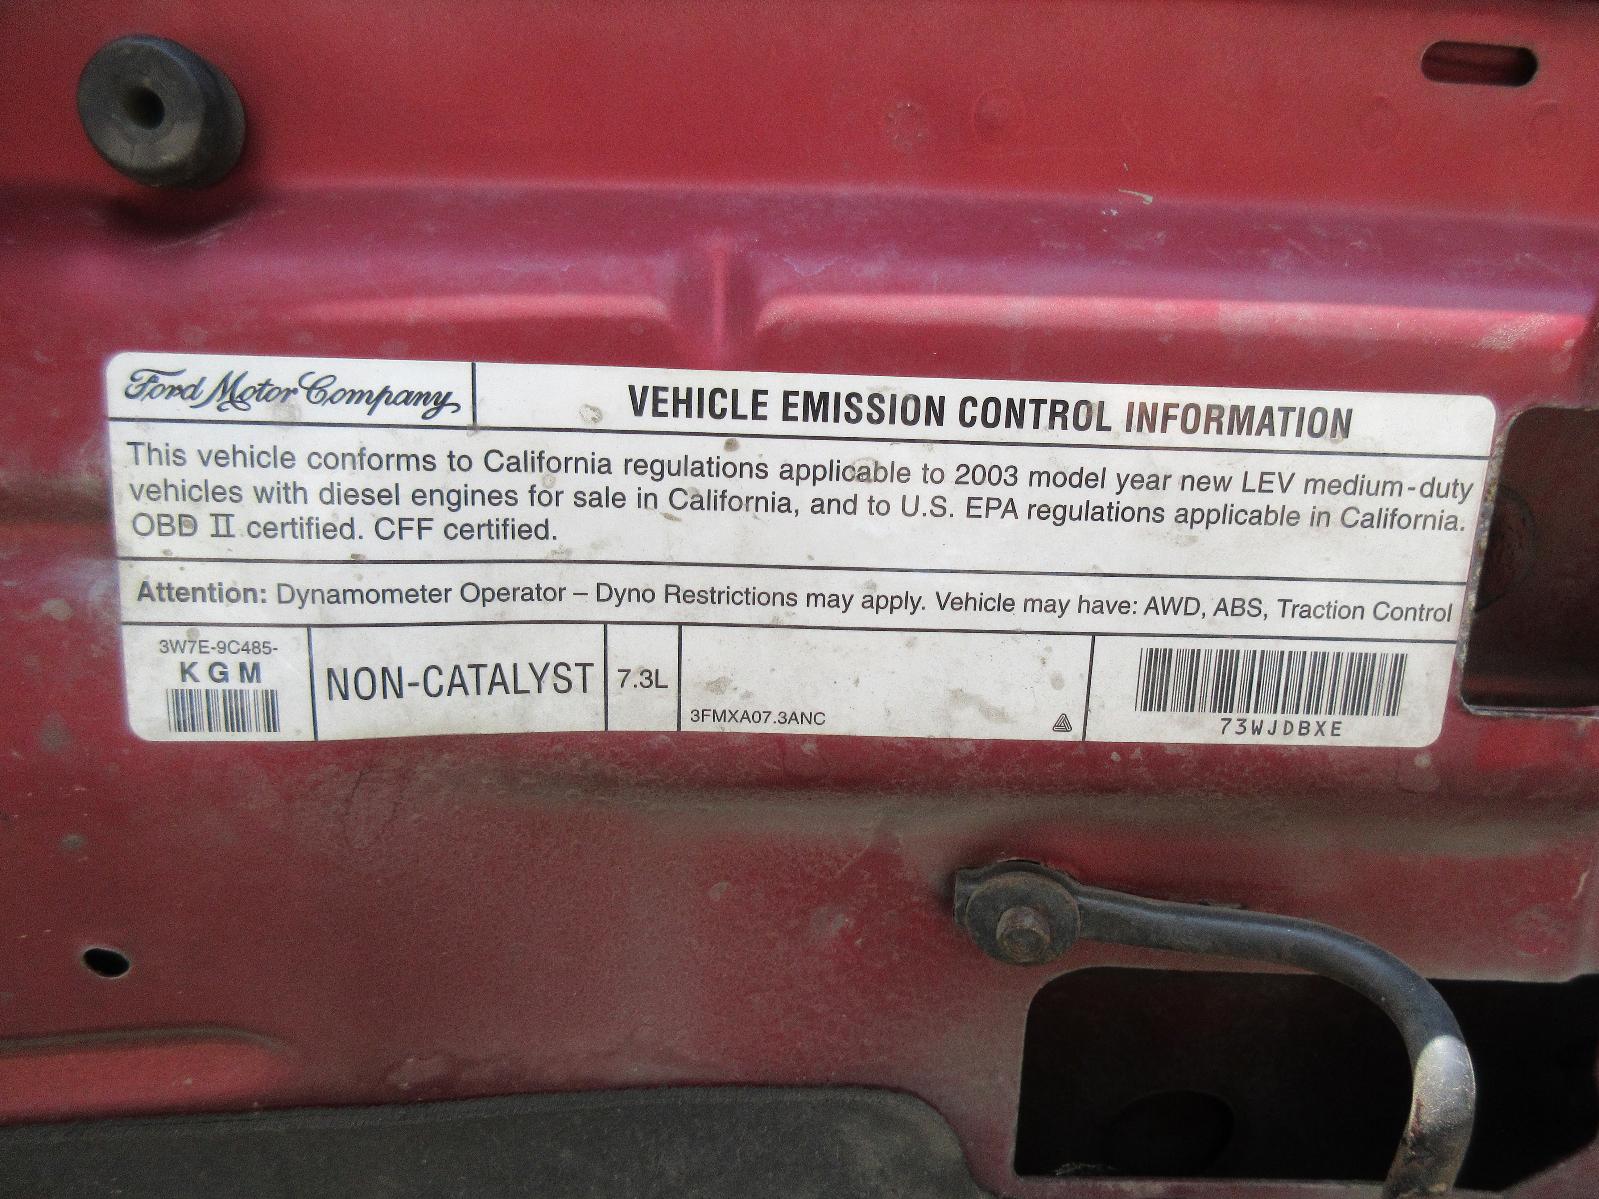 Ford Motor Company
VEHICLE EMISSION CONTROL INFORMATION
This vehicle conforms to California regulations applicable to 2003 model year new LEV medium-duty
vehicles with diesel engines for sale in California, and to U.S. EPA regulations applicable in California.
OBD II certified. CFF certified.
Attention: Dynamometer Operator – Dyno Restrictions may apply. Vehicle may have: AWD, ABS, Traction Control
3W7E-9C485-
KGM
NON-CATALYST
7.3L
3FMXA07.3ANC
73WJDBXE